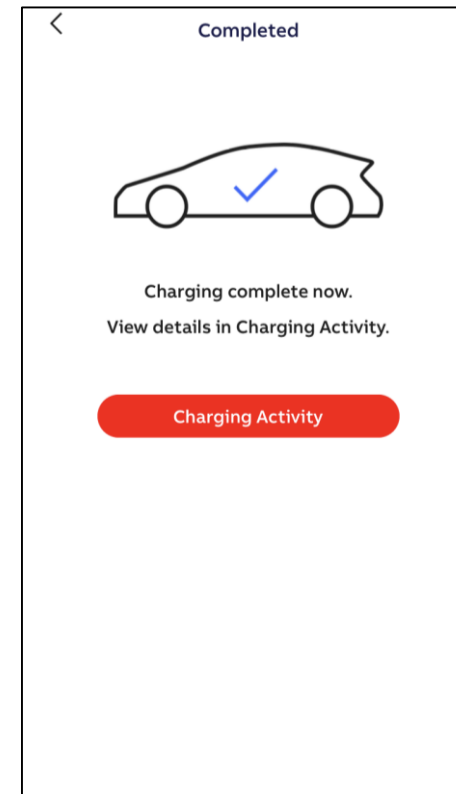 Completed
Charging complete now.
View details in Charging Activity.
Charging Activity